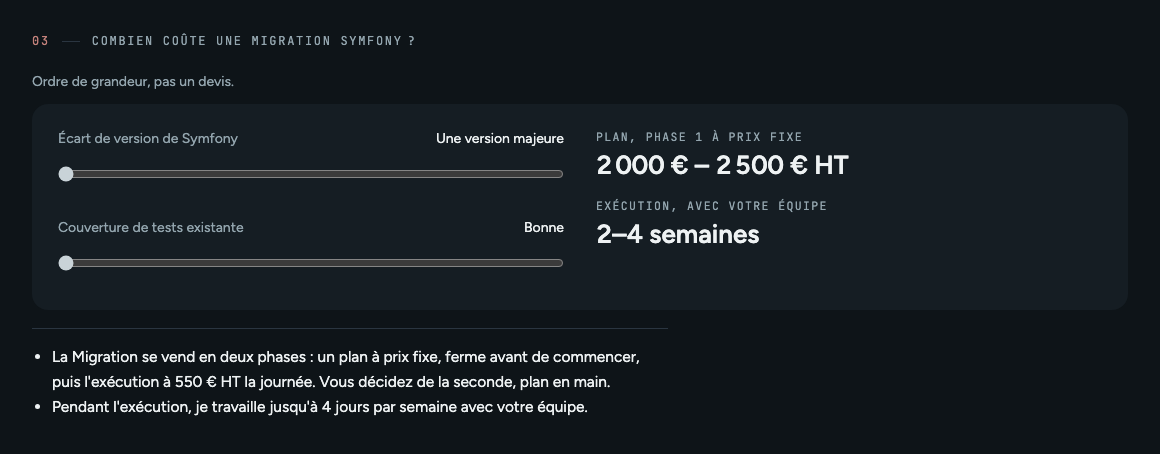 03 — COMBIEN COÛTE UNE MIGRATION SYMFONY ?
Ordre de grandeur, pas un devis.
Écart de version de Symfony
Une version majeure
Couverture de tests existante
Bonne
PLAN, PHASE 1 À PRIX FIXE
2 000 € – 2 500 € HT
EXÉCUTION, AVEC VOTRE ÉQUIPE
2–4 semaines
• La Migration se vend en deux phases : un plan à prix fixe, ferme avant de commencer,
puis l'exécution à 550 € HT la journée. Vous décidez de la seconde, plan en main.
• Pendant l'exécution, je travaille jusqu'à 4 jours par semaine avec votre équipe.